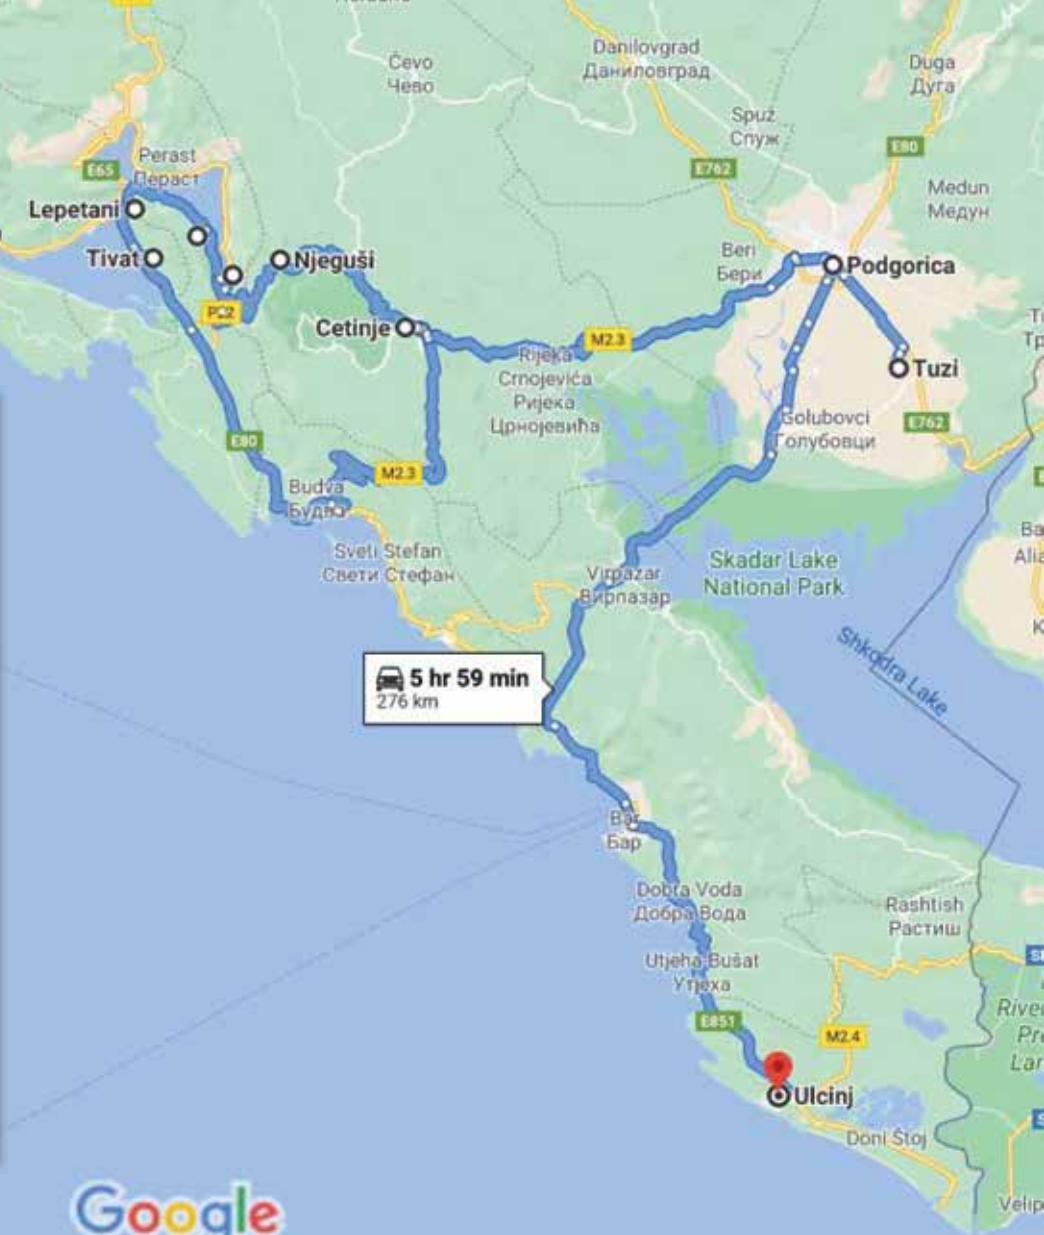 Čevo
Чево
Danilovgrad
Даниловград
Duga
Дуга
Spuž
Спуж
E80
E762
Perast
Пераст
E65
Medun
Медун
Lepetani
Tivat
Njeguši
Beri
Бери
Podgorica
P22
Cetinje
M2.3
Rijeka
Crnojevića
Ријека
Црнојевића
Tuzi
Golubovci
Голубовци
E762
E80
M2.3
Budva
Будва
Sveti Stefan
Свети Стефан
Skadar Lake
National Park
Virpazar
Вирпазар
Shkodra Lake
5 hr 59 min
276 km
Bar
Бар
Dobra Voda
Добра Вода
Rashtish
Растиш
Utjeha-Bušat
Утјеха
E851
M2.4
Ulcinj
Doni Štoj
Velip
Google